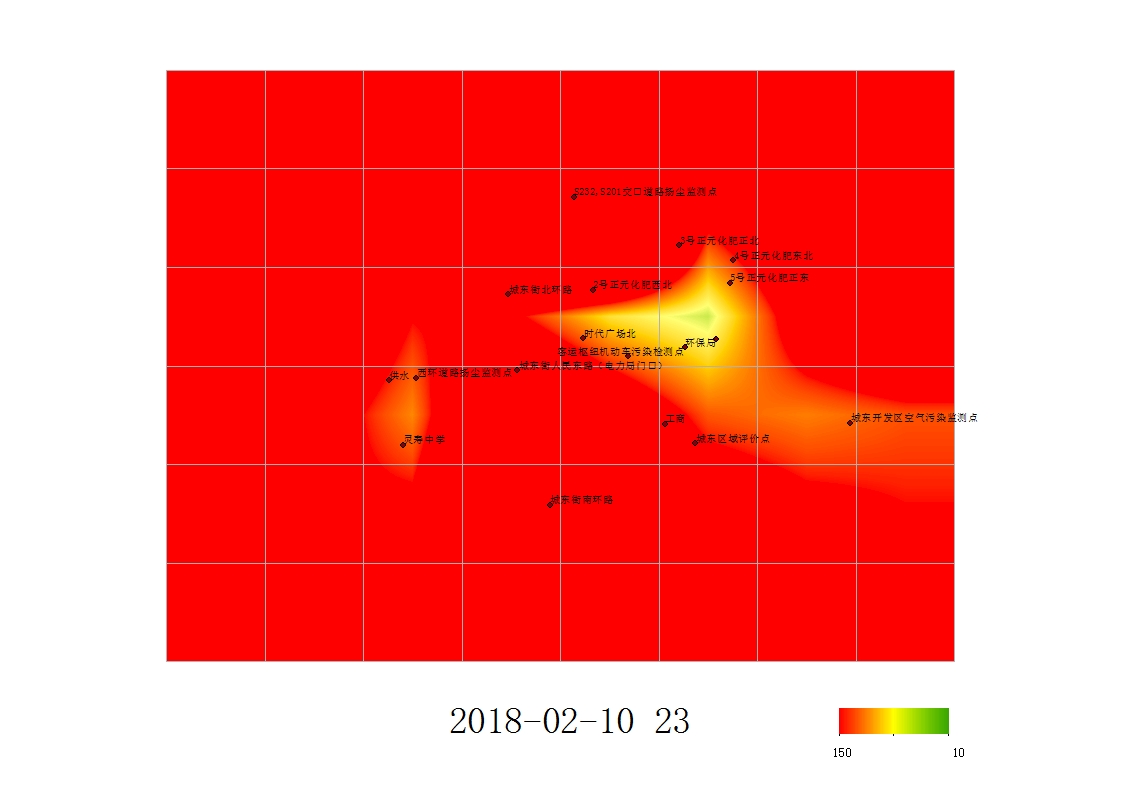 S232,S201交口道路扬尘监测点
3号正元化肥正北
4号正元化肥东北
5号正元化肥正东
2号正元化肥西北
城东街北环路
时代广场北
环保局
客运枢纽机动车污染检测点
城东街人民东路（电力局门口）
西环道路扬尘监测点
供水
城东开发区空气污染监测点
工商
城东区域评价点
灵寿中学
城东街南环路
2018-02-10 23
150
10